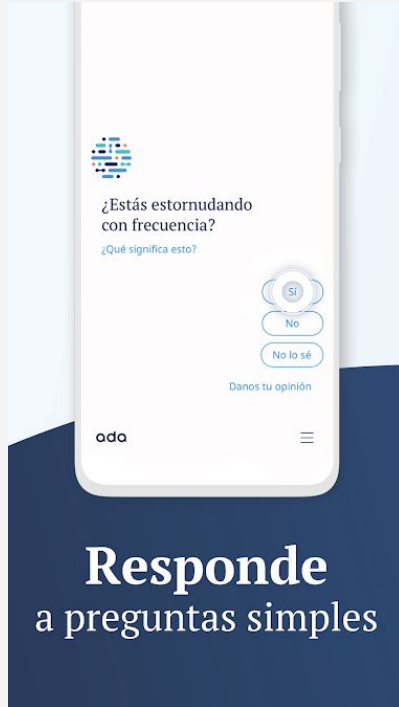 ¿Estás estornudando
con frecuencia?
¿Qué significa esto?
Sí
No
No lo sé
Danos tu opinión
ada
Responde
a preguntas simples